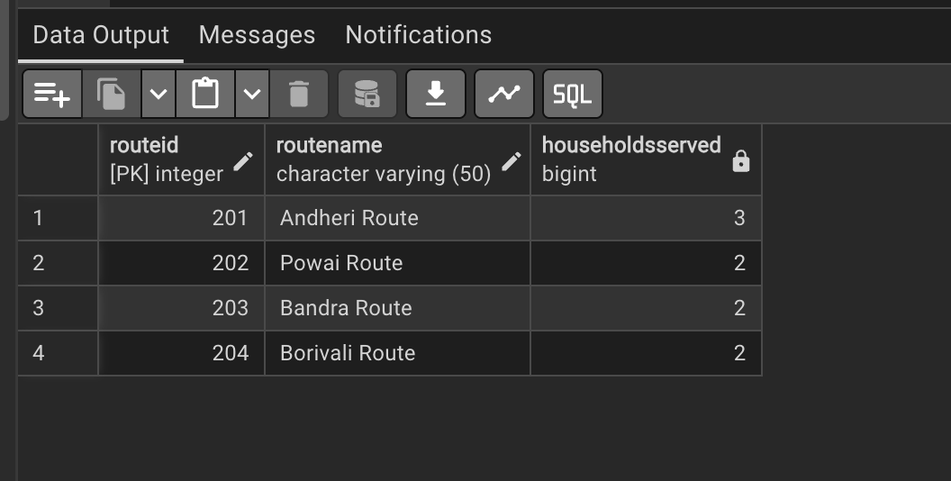 Data Output Messages Notifications
SQL
routeid routename householdsserved
[PK] integer character varying (50) bigint
1 201 Andheri Route 3
2 202 Powai Route 2
3 203 Bandra Route 2
4 204 Borivali Route 2